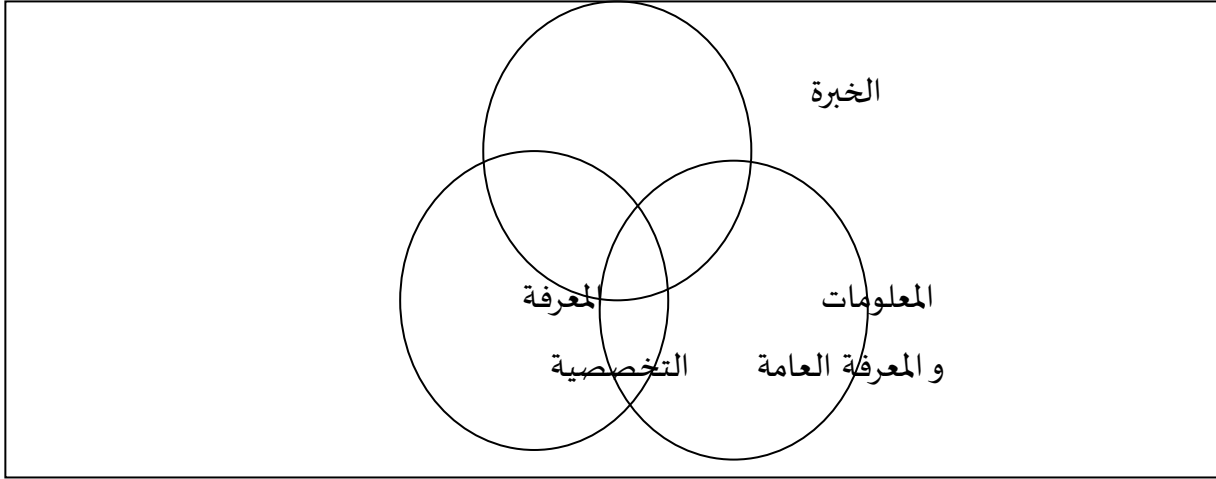 الخبرة
المعلومات
و المعرفة العامة
المعرفة
التخصصية